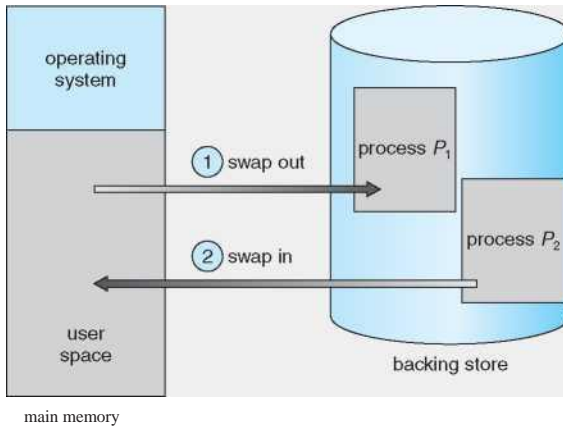 operating
system
process P1
1 swap out
process P2
2 swap in
user
space
backing store
main memory